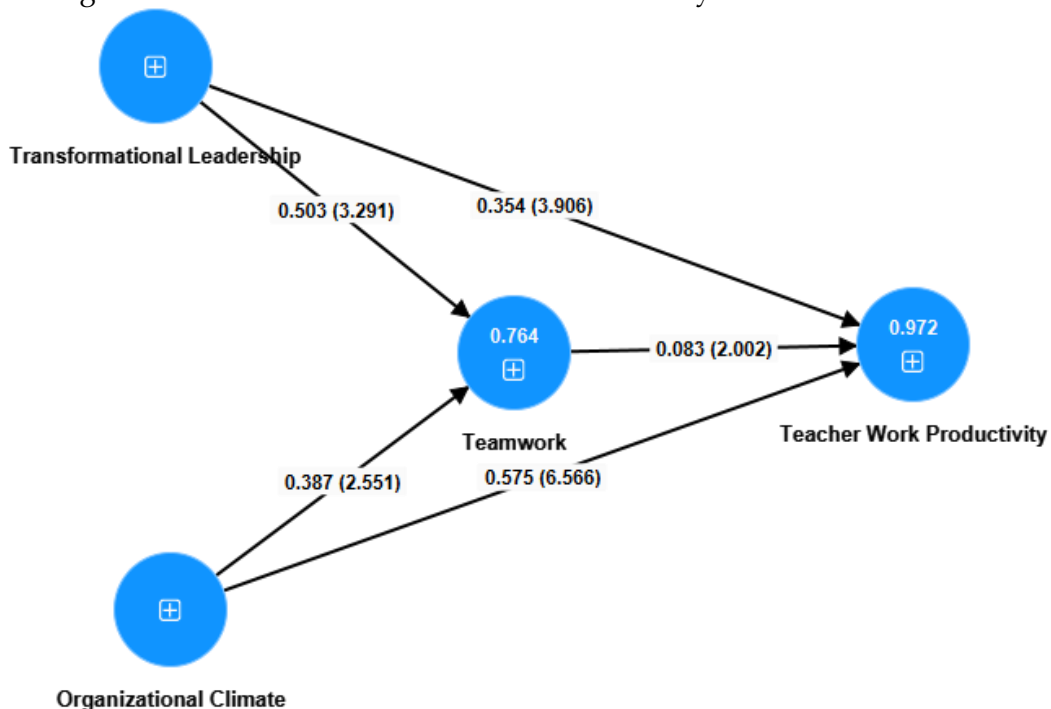 Transformational Leadership
0.503 (3.291)
0.354 (3.906)
0.764
0.972
0.083 (2.002)
Teamwork
Teacher Work Productivity
0.387 (2.551)
0.575 (6.566)
Organizational Climate